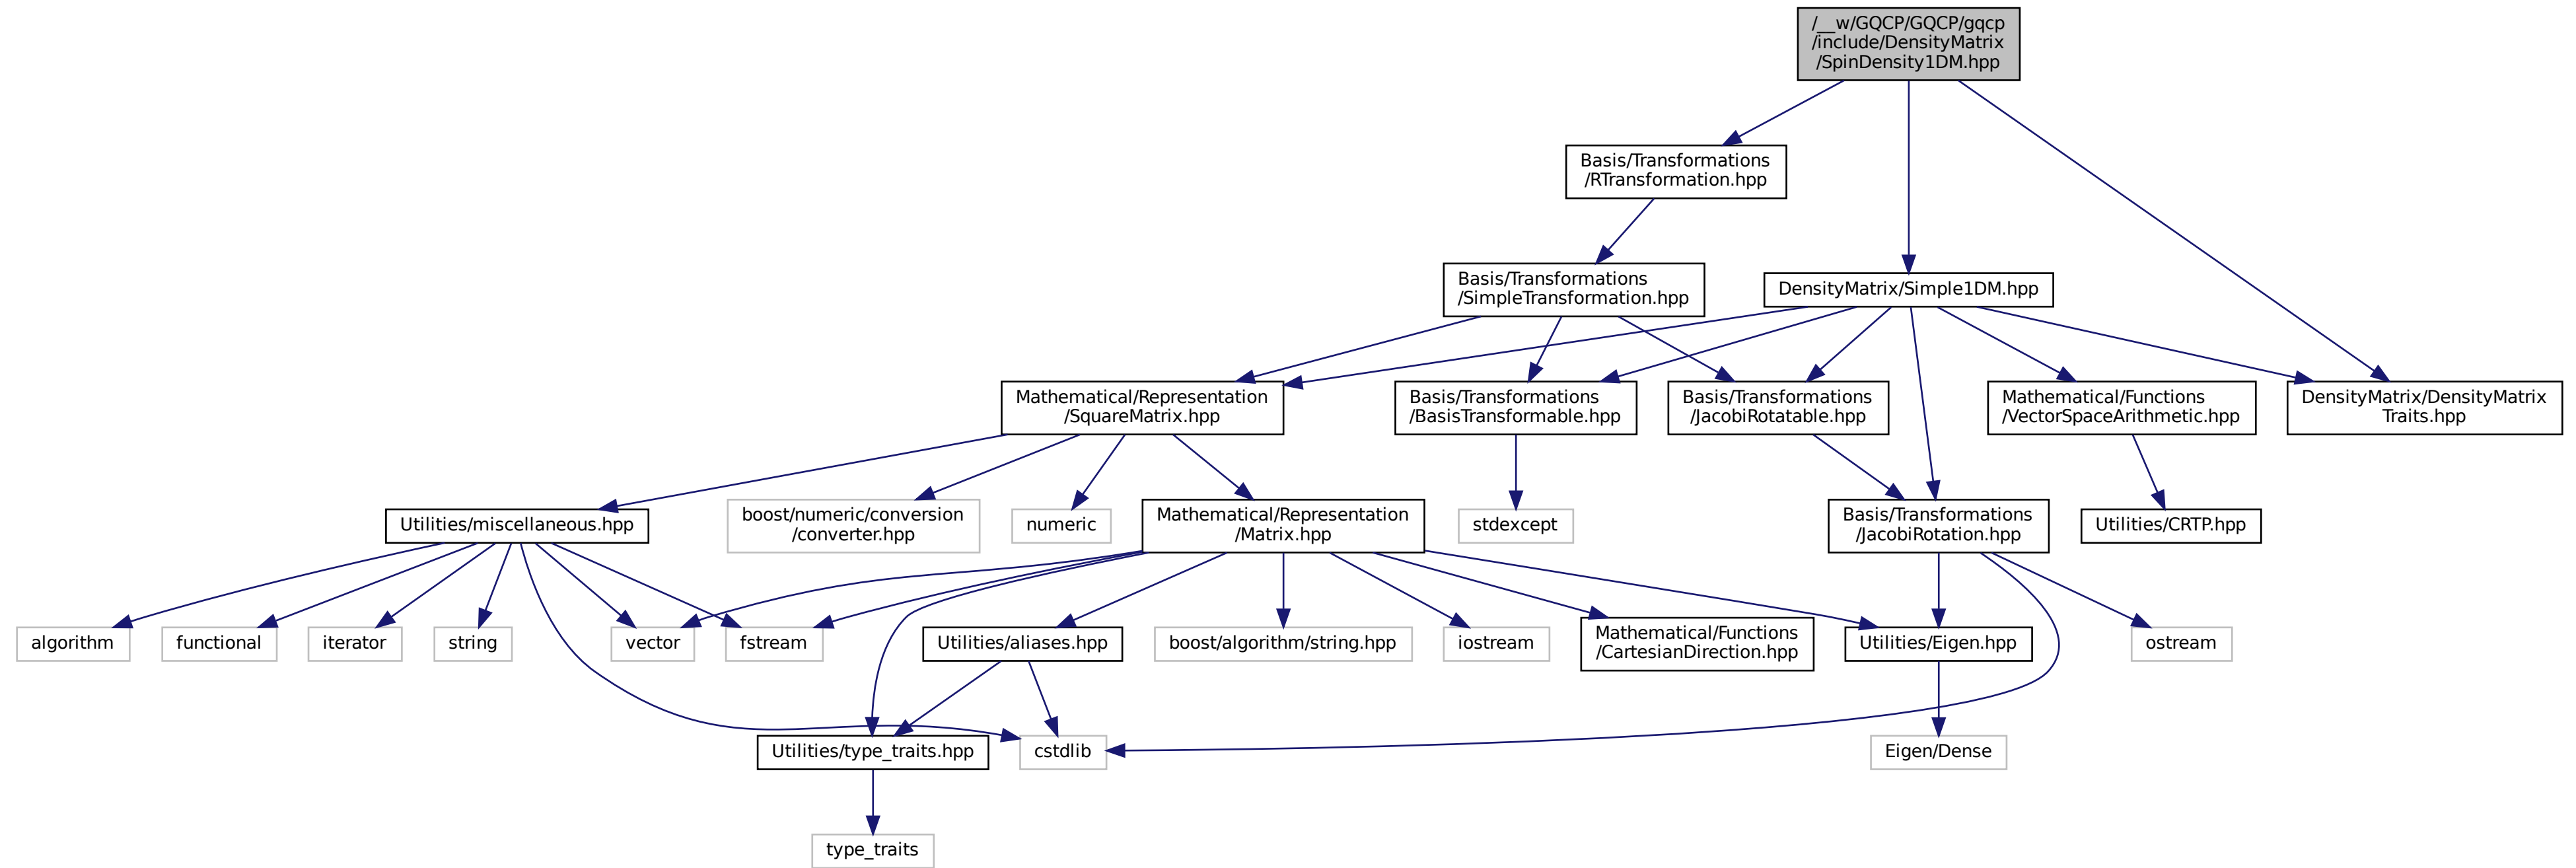 /__w/GQCP/GQCP/gqcp
/include/DensityMatrix
/SpinDensity1DM.hpp
Basis/Transformations
/RTransformation.hpp
Basis/Transformations
/SimpleTransformation.hpp
DensityMatrix/Simple1DM.hpp
Mathematical/Representation
/SquareMatrix.hpp
Basis/Transformations
/BasisTransformable.hpp
Basis/Transformations
/JacobiRotatable.hpp
Mathematical/Functions
/VectorSpaceArithmetic.hpp
DensityMatrix/DensityMatrix
Traits.hpp
Utilities/miscellaneous.hpp
boost/numeric/conversion
/converter.hpp
numeric
Mathematical/Representation
/Matrix.hpp
stdexcept
Basis/Transformations
/JacobiRotation.hpp
Utilities/CRTP.hpp
algorithm
functional
iterator
string
vector
fstream
Utilities/aliases.hpp
boost/algorithm/string.hpp
iostream
Mathematical/Functions
/CartesianDirection.hpp
Utilities/Eigen.hpp
ostream
Utilities/type_traits.hpp
cstdlib
Eigen/Dense
type_traits